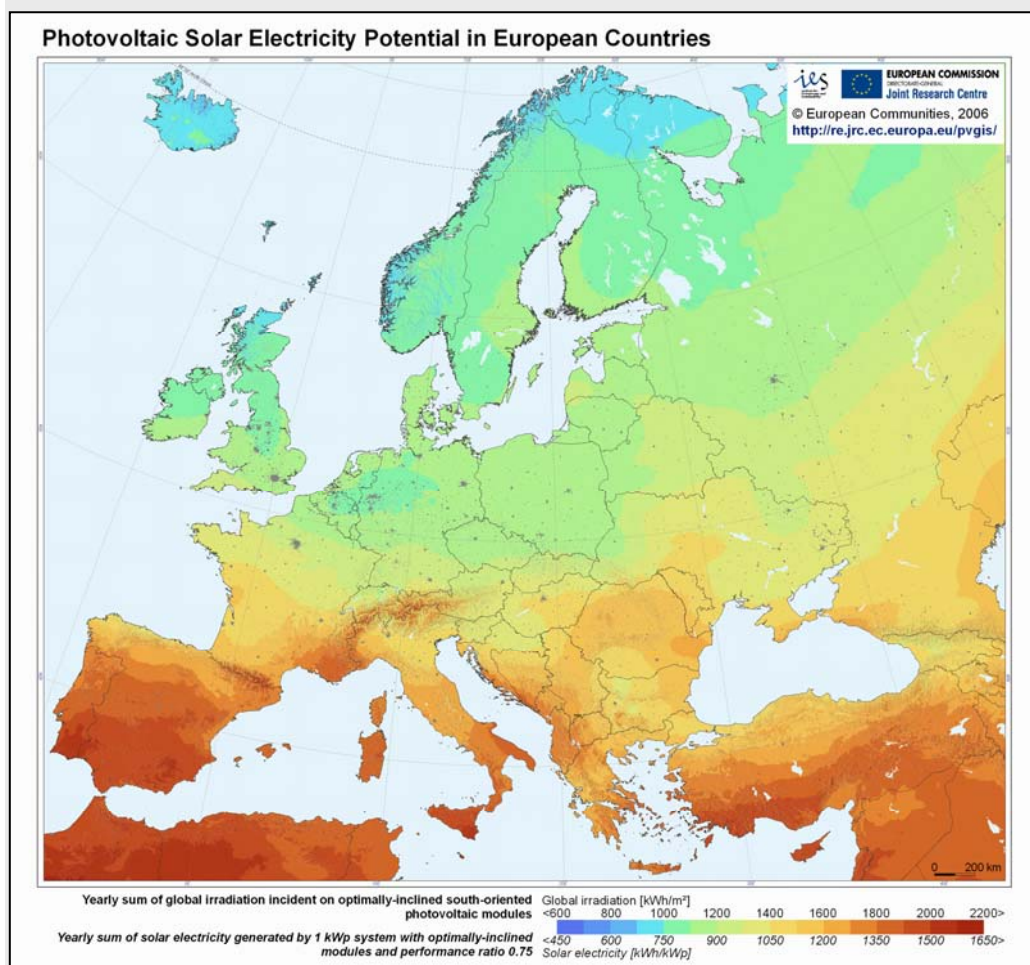 Photovoltaic Solar Electricity Potential in European Countries
ies
EUROPEAN COMMISSION
DIRECTORATE-GENERAL
Joint Research Centre
© European Communities, 2006
http://re.jrc.ec.europa.eu/pvgis/
0 200 km
Yearly sum of global irradiation incident on optimally-inclined south-oriented
photovoltaic modules
Yearly sum of solar electricity generated by 1 kWp system with optimally-inclined
modules and performance ratio 0.75
Global irradiation [kWh/m²]
<600 800 1000 1200 1400 1600 1800 2000 2200>
<450 600 750 900 1050 1200 1350 1500 1650>
Solar electricity [kWh/kWp]